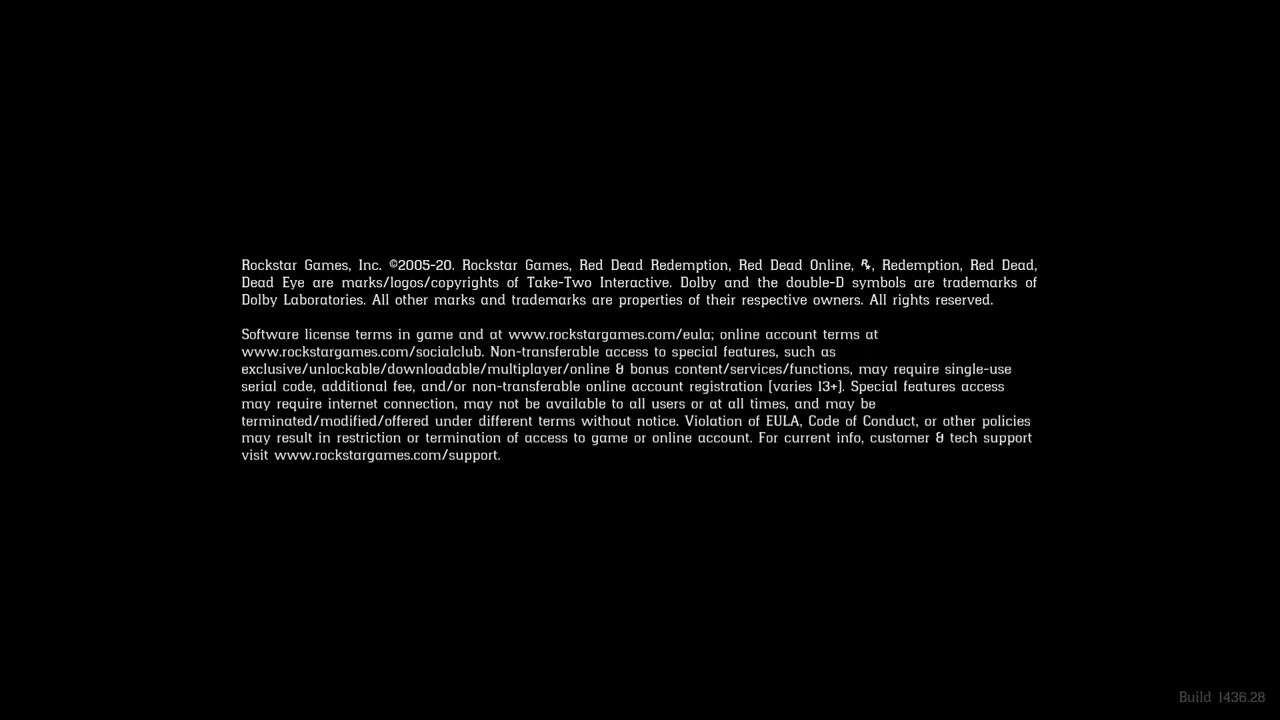 Rockstar Games, Inc. ©2005-20. Rockstar Games, Red Dead Redemption, Red Dead Online, , Redemption, Red Dead,
Dead Eye are marks/logos/copyrights of Take-Two Interactive. Dolby and the double-D symbols are trademarks of
Dolby Laboratories. All other marks and trademarks are properties of their respective owners. All rights reserved.
Software license terms in game and at www.rockstargames.com/eula; online account terms at
www.rockstargames.com/socialclub. Non-transferable access to special features, such as
exclusive/unlockable/downloadable/multiplayer/online & bonus content/services/functions, may require single-use
serial code, additional fee, and/or non-transferable online account registration (varies 13+). Special features access
may require internet connection, may not be available to all users or at all times, and may be
terminated/modified/offered under different terms without notice. Violation of EULA, Code of Conduct, or other policies
may result in restriction or termination of access to game or online account. For current info, customer & tech support
visit www.rockstargames.com/support.
Build 1436.28